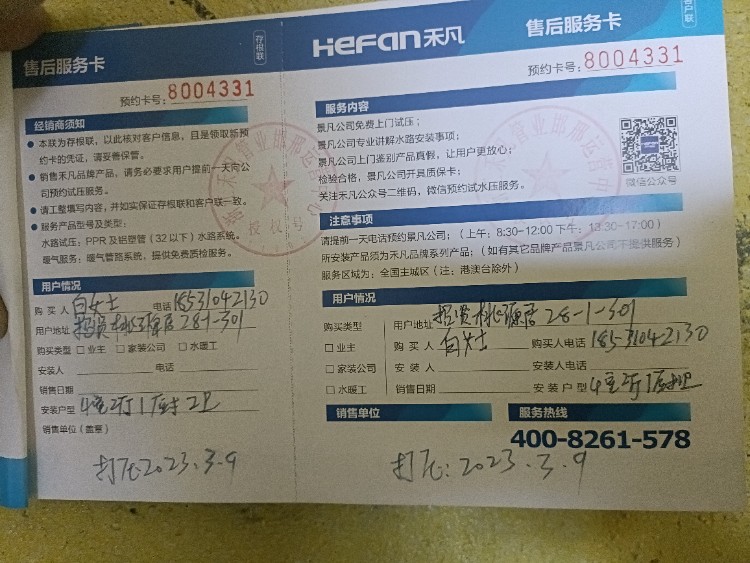 售后服务卡
存根联
预约卡号：8004331
经销商须知
本联为存根联，以此核对客户信息，且是领取新预
约卡的凭证，请妥善保管。
销售禾凡品牌产品，请务必要求用户提前一天向公
司预约试压服务。
请工整填写内容，并如实保证存根联和客户联一致。
服务产品型号及类型：
水路试压：PPR及铝塑管（32以下）水路系统。
暖气服务：暖气管路系统，提供免费质检服务。
用户情况
购买人 白女士 电话 18531042130
用户地址 招贤桃源居28-1-301
购买类型 □业主 □家装公司 □水暖工
安装人 电话
销售日期
安装户型 4室2厅1厨2卫
销售单位（盖章）
打压2023.3.9
HeFan禾凡
售后服务卡
客户联
预约卡号：8004331
服务内容
景凡公司免费上门试压；
景凡公司专业讲解水路安装事项；
景凡公司上门鉴别产品真假，让用户更放心；
检验合格，景凡公司开具质保卡；
关注禾凡公司二维码，微信预约试水压服务。
微信公众号
注意事项
请提前一天电话预约景凡公司；（上午：8:30-12:00 下午：13:30-17:00）
所安装产品须为禾凡品牌系列产品；（如有其它品牌产品景凡公司不提供服务）
服务区域为：全国主城区（注：港澳台除外）
用户情况
购买类型 用户地址 招贤桃源居28-1-301
□业主 购买人 白女士 购买人电话 18531042130
□家装公司 安装人 安装人电话
□水暖工 销售日期 安装户型 4室2厅1厨2卫
销售单位 服务热线
400-8261-578
打压：2023.3.9